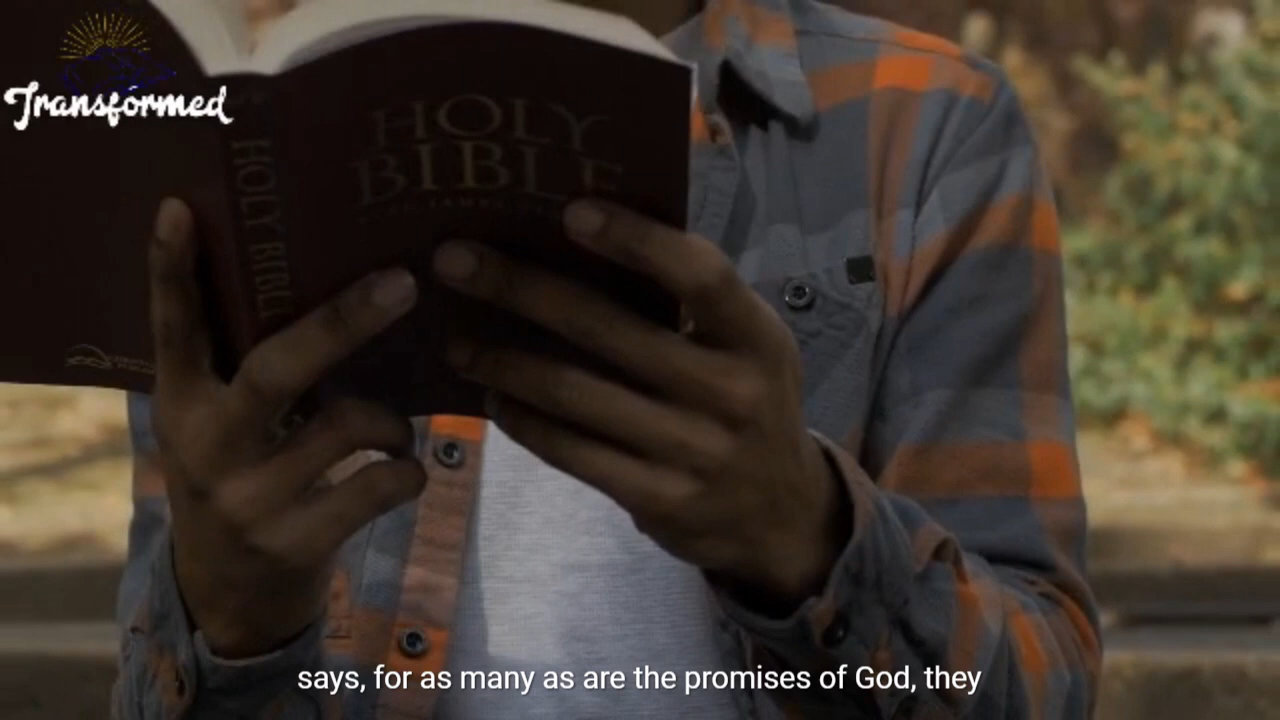 Transformed
HOLY
BIBLE
HOLY BIBLE
says, for as many as are the promises of God, they